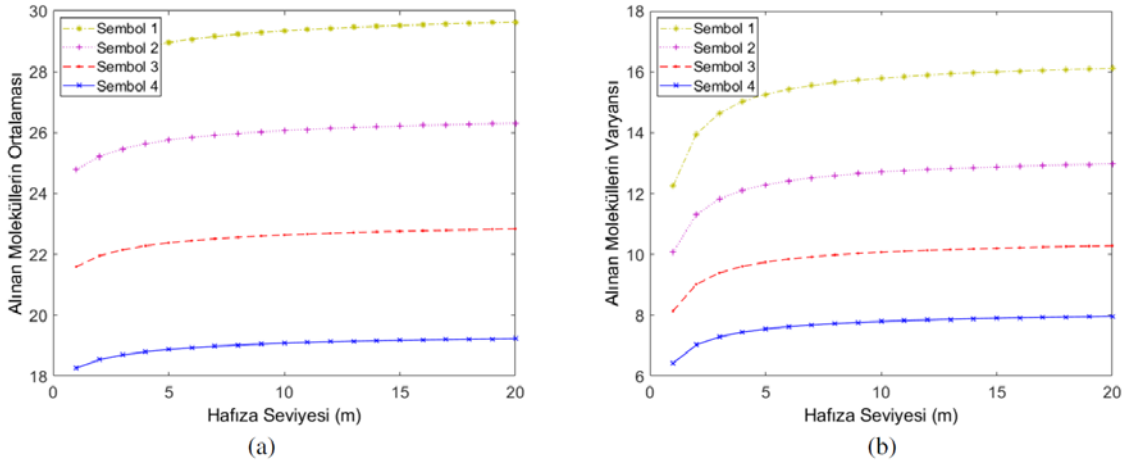 Alınan Moleküllerin Ortalaması
30
28
26
24
22
20
18
Sembol 1
Sembol 2
Sembol 3
Sembol 4
0
5
10
15
20
Hafıza Seviyesi (m)
(a)
Alınan Moleküllerin Varyansı
18
16
14
12
10
8
6
Sembol 1
Sembol 2
Sembol 3
Sembol 4
0
5
10
15
20
Hafıza Seviyesi (m)
(b)